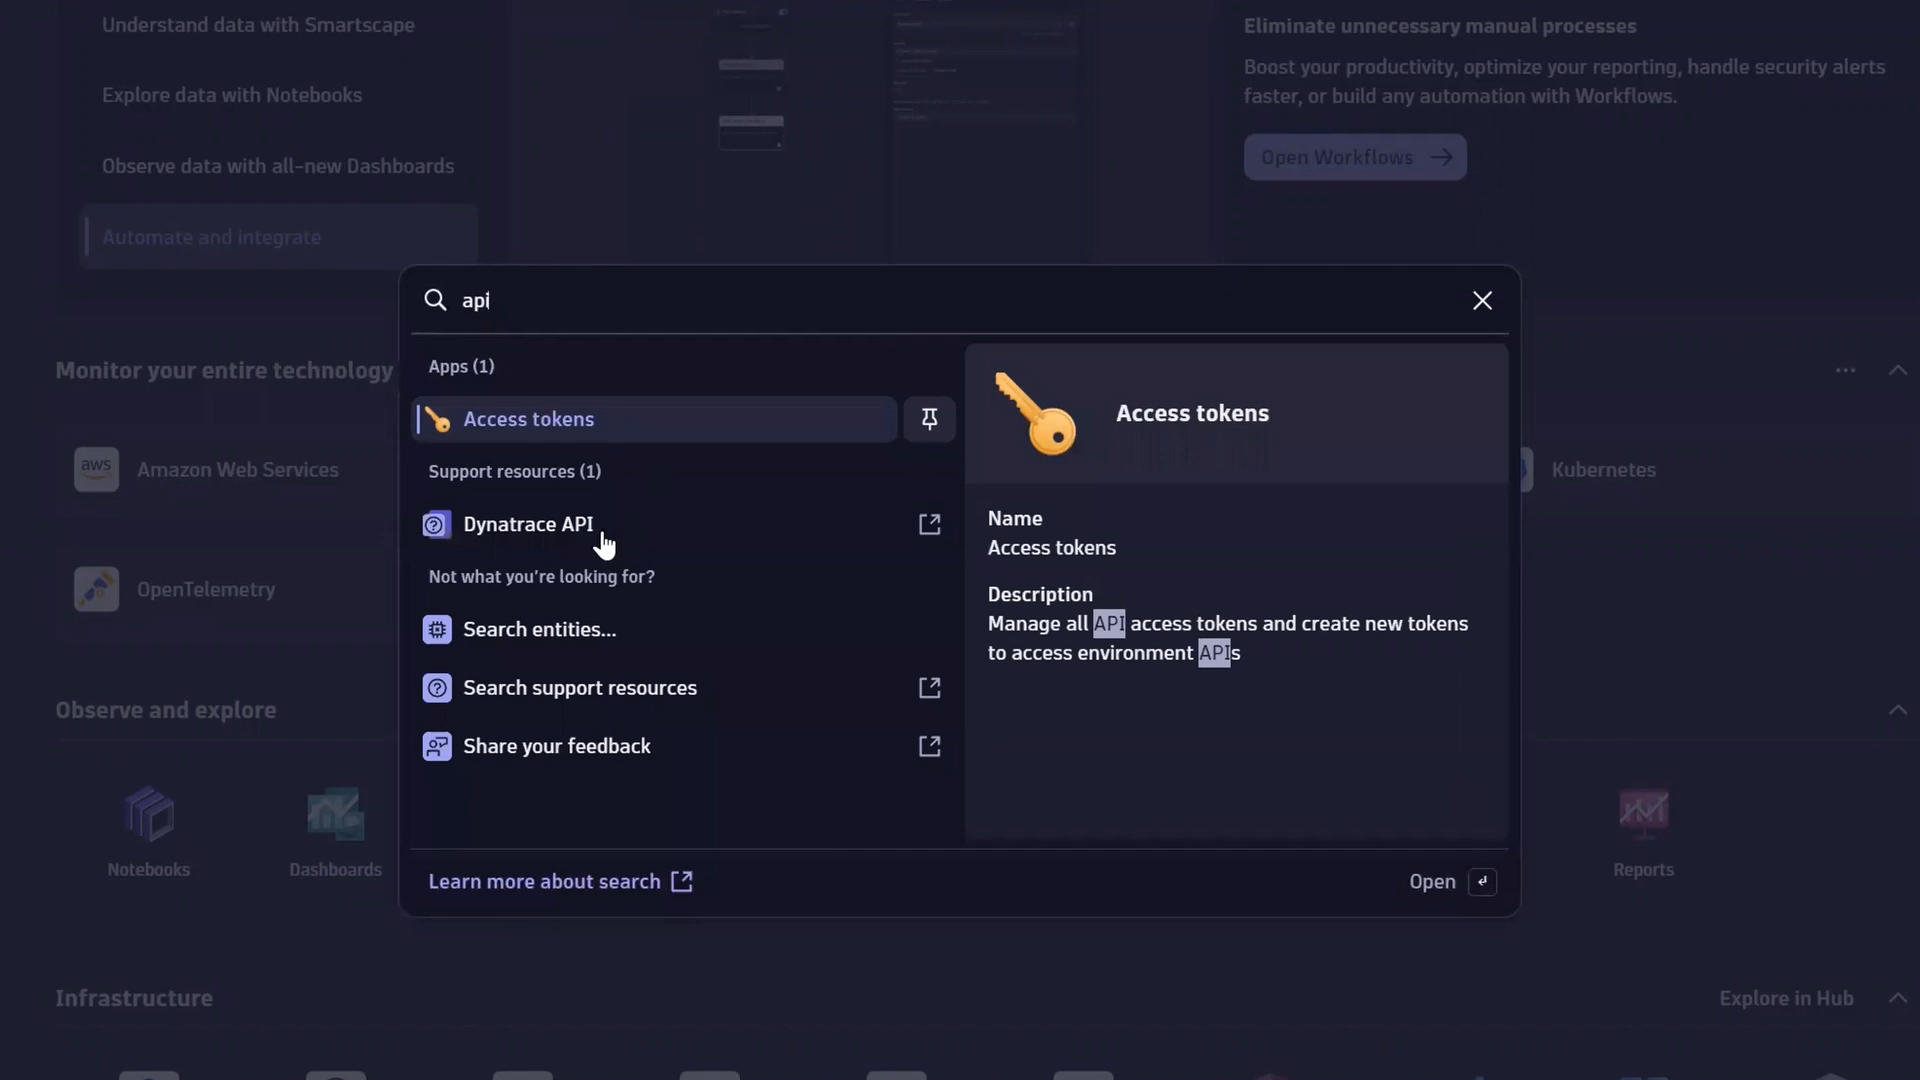 Understand data with Smartscape
Explore data with Notebooks
Observe data with all-new Dashboards
Automate and integrate
Eliminate unnecessary manual processes
Boost your productivity, optimize your reporting, handle security alerts
faster, or build any automation with Workflows.
Open Workflows
Monitor your entire technology
aws
Amazon Web Services
OpenTelemetry
Kubernetes
api
Apps (1)
Access tokens
Support resources (1)
Dynatrace API
Not what you're looking for?
Search entities...
Search support resources
Share your feedback
Access tokens
Name
Access tokens
Description
Manage all API access tokens and create new tokens
to access environment APIs
Learn more about search
Open
Observe and explore
Notebooks
Dashboards
Reports
Infrastructure
Explore in Hub